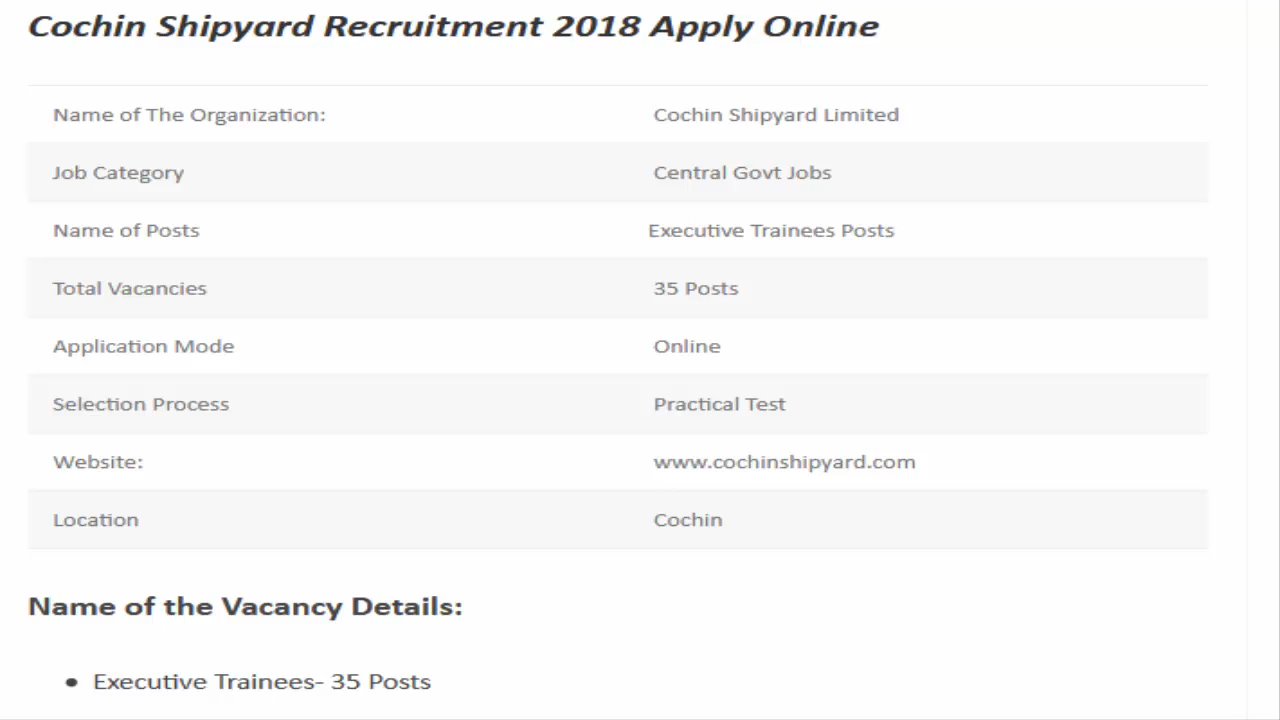 Cochin Shipyard Recruitment 2018 Apply Online
Name of The Organization: Cochin Shipyard Limited
Job Category Central Govt Jobs
Name of Posts Executive Trainees Posts
Total Vacancies 35 Posts
Application Mode Online
Selection Process Practical Test
Website: www.cochinshipyard.com
Location Cochin
Name of the Vacancy Details:
• Executive Trainees- 35 Posts